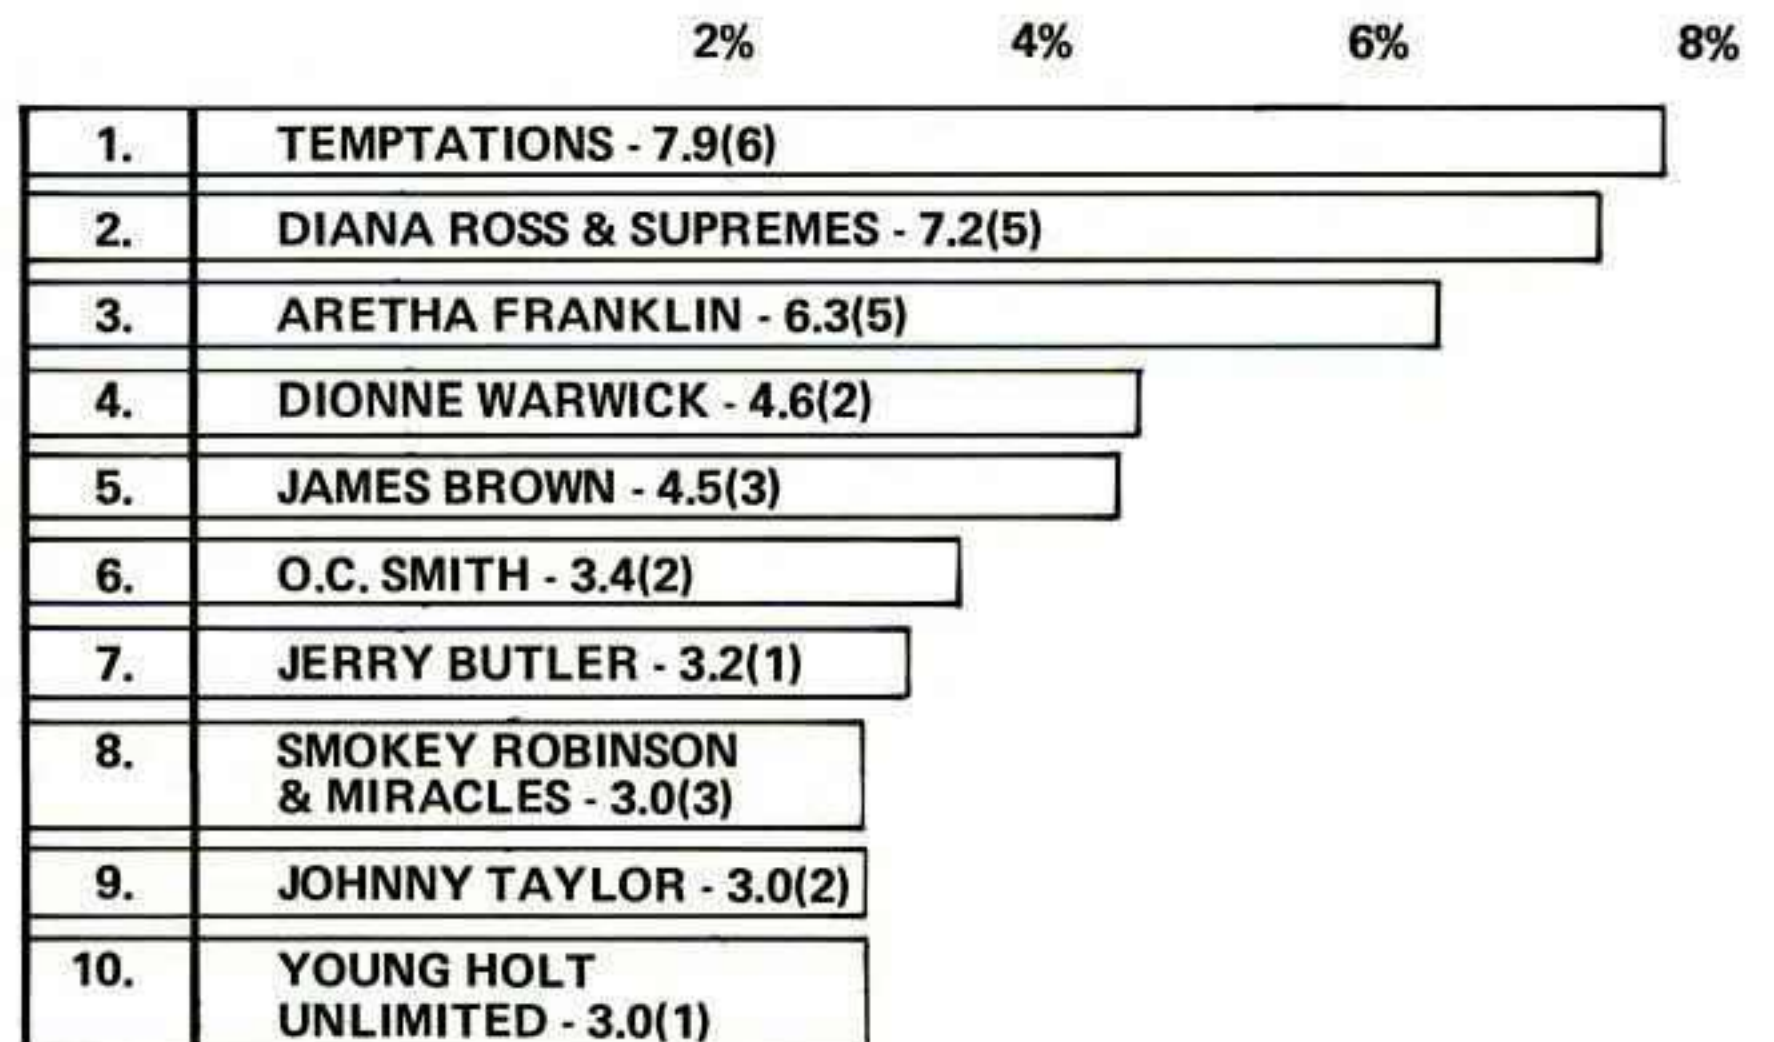 2% 4% 6% 8%
1. TEMPTATIONS - 7.9(6)
2. DIANA ROSS & SUPREMES - 7.2(5)
3. ARETHA FRANKLIN - 6.3(5)
4. DIONNE WARWICK - 4.6(2)
5. JAMES BROWN - 4.5(3)
6. O.C. SMITH - 3.4(2)
7. JERRY BUTLER - 3.2(1)
8. SMOKEY ROBINSON
& MIRACLES - 3.0(3)
9. JOHNNY TAYLOR - 3.0(2)
10. YOUNG HOLT
UNLIMITED - 3.0(1)